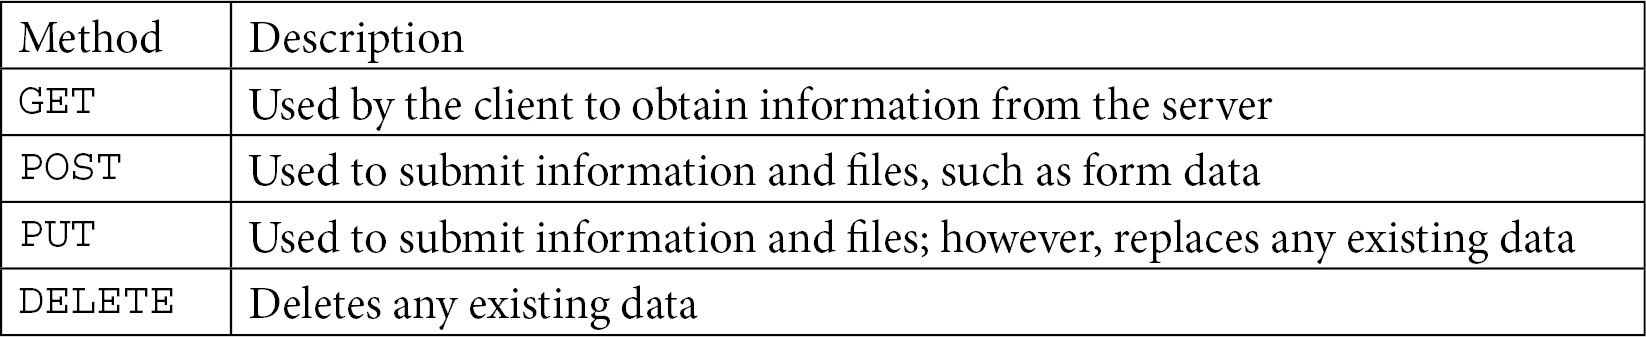 Method Description
GET Used by the client to obtain information from the server
POST Used to submit information and files, such as form data
PUT Used to submit information and files; however, replaces any existing data
DELETE Deletes any existing data